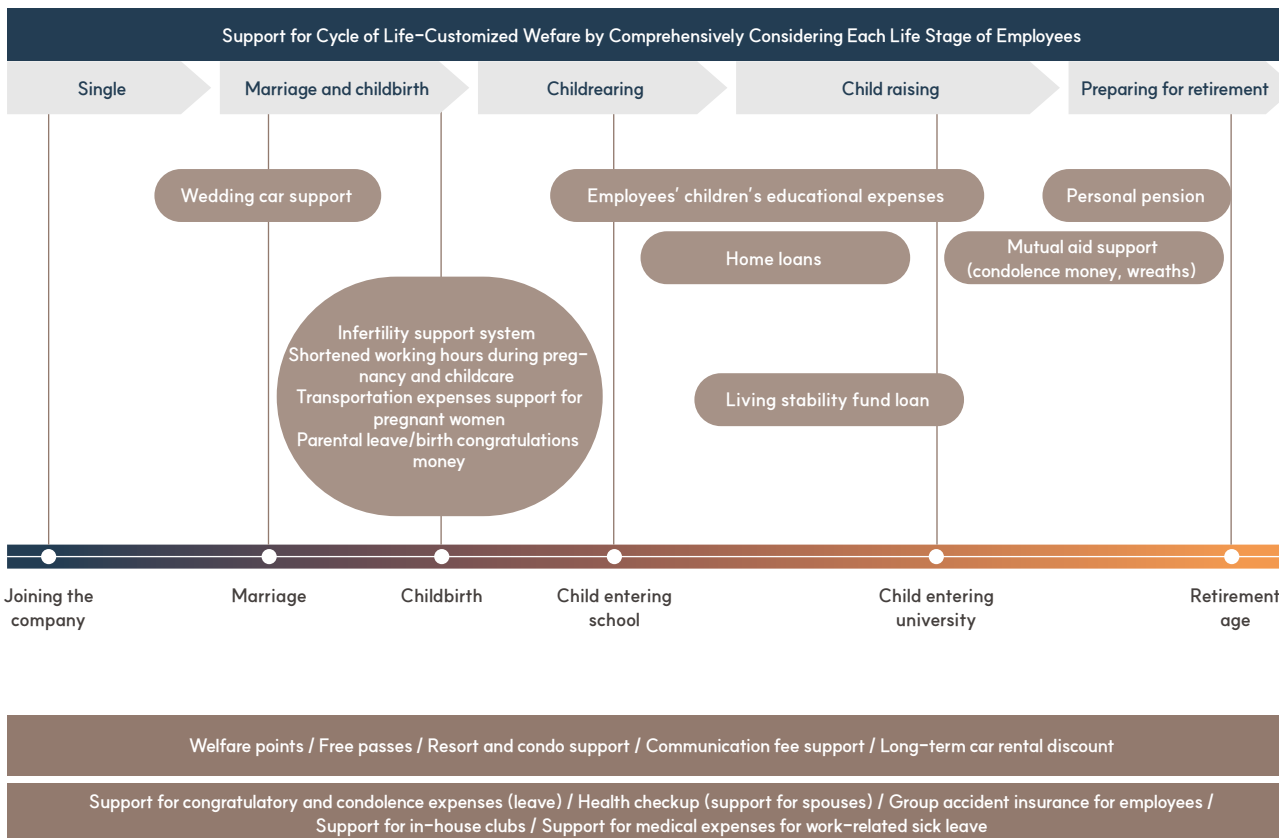 Support for Cycle of Life-Customized Wefare by Comprehensively Considering Each Life Stage of Employees
Single
Marriage and childbirth
Childrearing
Child raising
Preparing for retirement
Wedding car support
Employees' children's educational expenses
Personal pension
Home loans
Mutual aid support
(condolence money, wreaths)
Infertility support system
Shortened working hours during preg-
nancy and childcare
Transportation expenses support for
pregnant women
Parental leave/birth congratulations
money
Living stability fund loan
Joining the
company
Marriage
Childbirth
Child entering
school
Child entering
university
Retirement
age
Welfare points / Free passes / Resort and condo support / Communication fee support / Long-term car rental discount
Support for congratulatory and condolence expenses (leave) / Health checkup (support for spouses) / Group accident insurance for employees /
Support for in-house clubs / Support for medical expenses for work-related sick leave